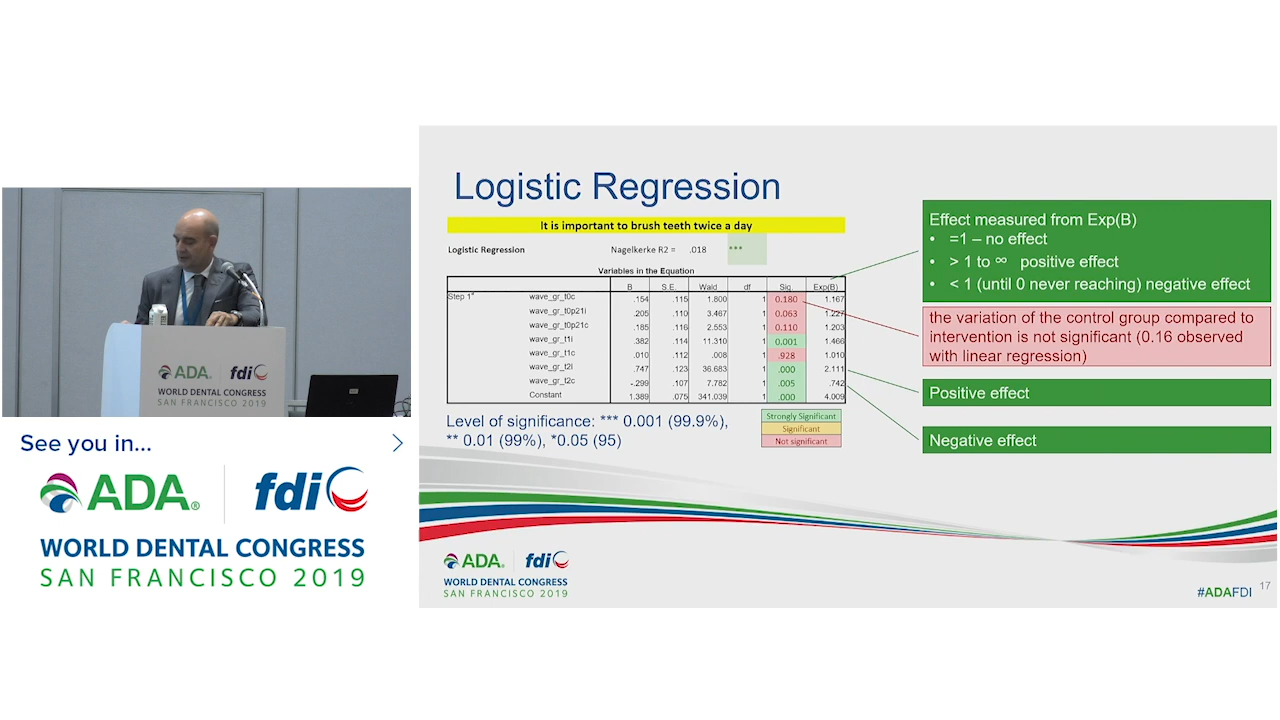 ADA. fdi
WORLD DENTAL CONGRESS
SAN FRANCISCO 2019
See you in...
ADA® fdi
WORLD DENTAL CONGRESS
SAN FRANCISCO 2019
Logistic Regression
It is important to brush teeth twice a day
Logistic Regression Nagelkerke R2 = .018 ***
Variables in the Equation
B S.E. Wald df Sig. Exp(B)
Step 1ª wave_gr_t0c .154 .115 1.800 1 0.180 1.167
wave_gr_t0p21i .205 .110 3.467 1 0.063 1.227
wave_gr_t0p21c .185 .116 2.553 1 0.110 1.203
wave_gr_t1i .382 .114 11.310 1 0.001 1.466
wave_gr_t1c .010 .112 .008 1 .928 1.010
wave_gr_t2i .747 .123 36.683 1 .000 2.111
wave_gr_t2c -.299 .107 7.782 1 .005 .742
Constant 1.389 .075 341.039 1 .000 4.009
Level of significance: *** 0.001 (99.9%),
** 0.01 (99%), *0.05 (95)
Strongly Significant
Significant
Not significant
Effect measured from Exp(B)
• =1 – no effect
• > 1 to ∞ positive effect
• < 1 (until 0 never reaching) negative effect
the variation of the control group compared to
intervention is not significant (0.16 observed
with linear regression)
Positive effect
Negative effect
ADA. fdi
WORLD DENTAL CONGRESS
SAN FRANCISCO 2019
#ADAFDI 17